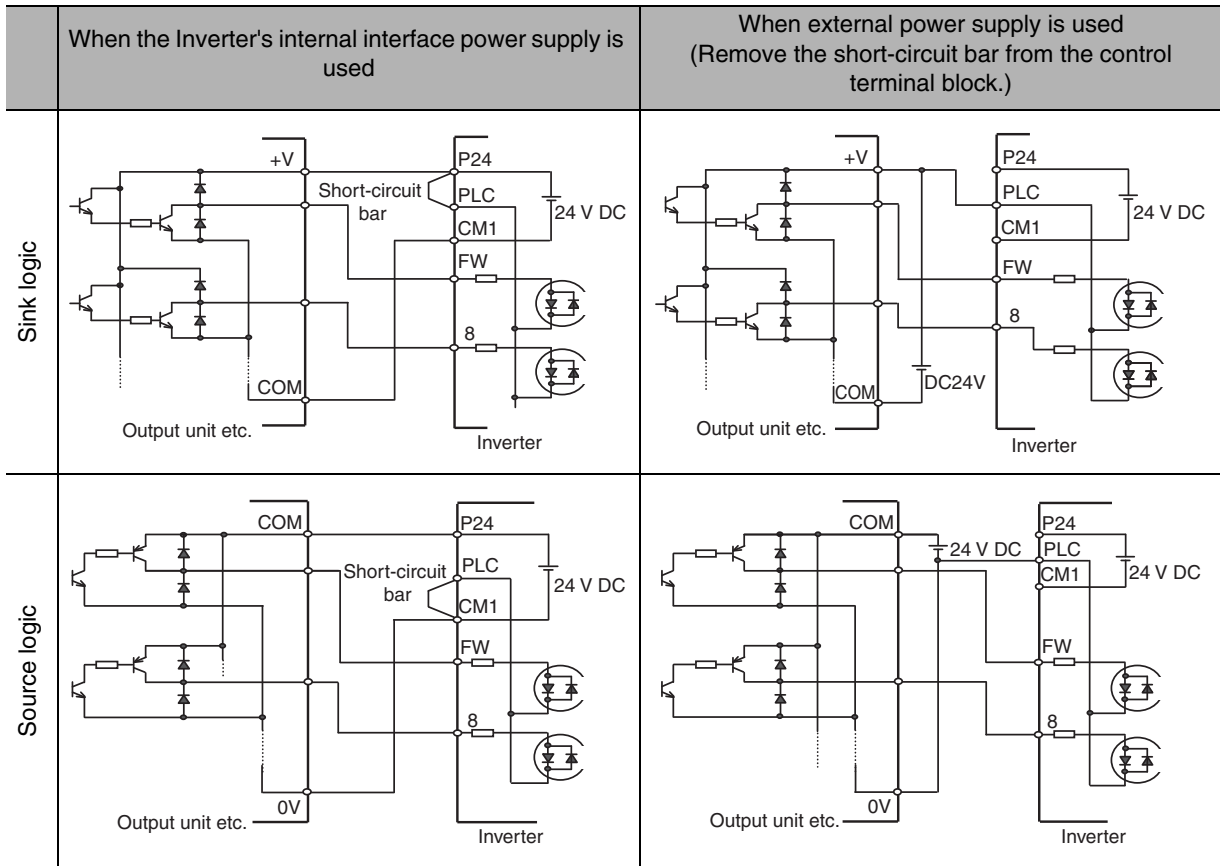 When the Inverter's internal interface power supply is
used
When external power supply is used
(Remove the short-circuit bar from the control
terminal block.)
Sink logic
+V
P24
Short-circuit
bar
PLC
24 V DC
CM1
FW
8
COM
Output unit etc.
Inverter
+V
P24
PLC
24 V DC
CM1
FW
8
DC24V
COM
Output unit etc.
Inverter
Source logic
COM
P24
Short-circuit
bar
PLC
24 V DC
CM1
FW
8
0V
Output unit etc.
Inverter
COM
P24
24 V DC
PLC
CM1
24 V DC
FW
8
0V
Output unit etc.
Inverter